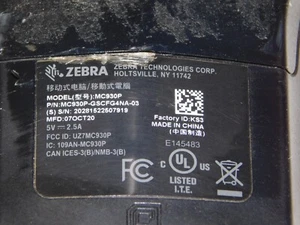 ZEBRA
ZEBRA TECHNOLOGIES CORP.
HOLTSVILLE, NY 11742
移动式电脑/移動式電腦
MODEL(型号):MC930P
P/N:MC930P-GSCFG4NA-03
(S) S/N: 20281522507919
MFD:07OCT20
5V ⎓ 2.5A
FCC ID: UZ7MC930P
IC: 109AN-MC930P
CAN ICES-3(B)/NMB-3(B)
Factory ID: KS3
MADE IN CHINA
(中国制造)
E145483
FC
c UL US
LISTED
I.T.E.